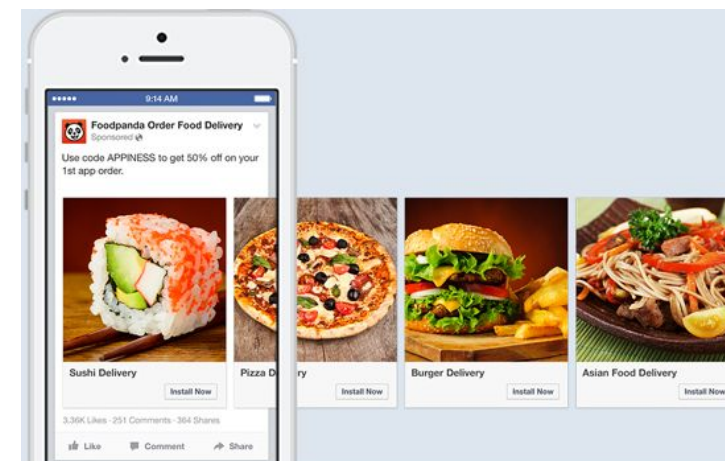 9:14 AM
Foodpanda Order Food Delivery
Sponsored
Use code APPINESS to get 50% off on your
1st app order.
Sushi Delivery
Install Now
Pizza D ry
Install Now
Burger Delivery
Install Now
Asian Food Delivery
Install Now
3.36K Likes · 251 Comments · 364 Shares
Like
Comment
Share